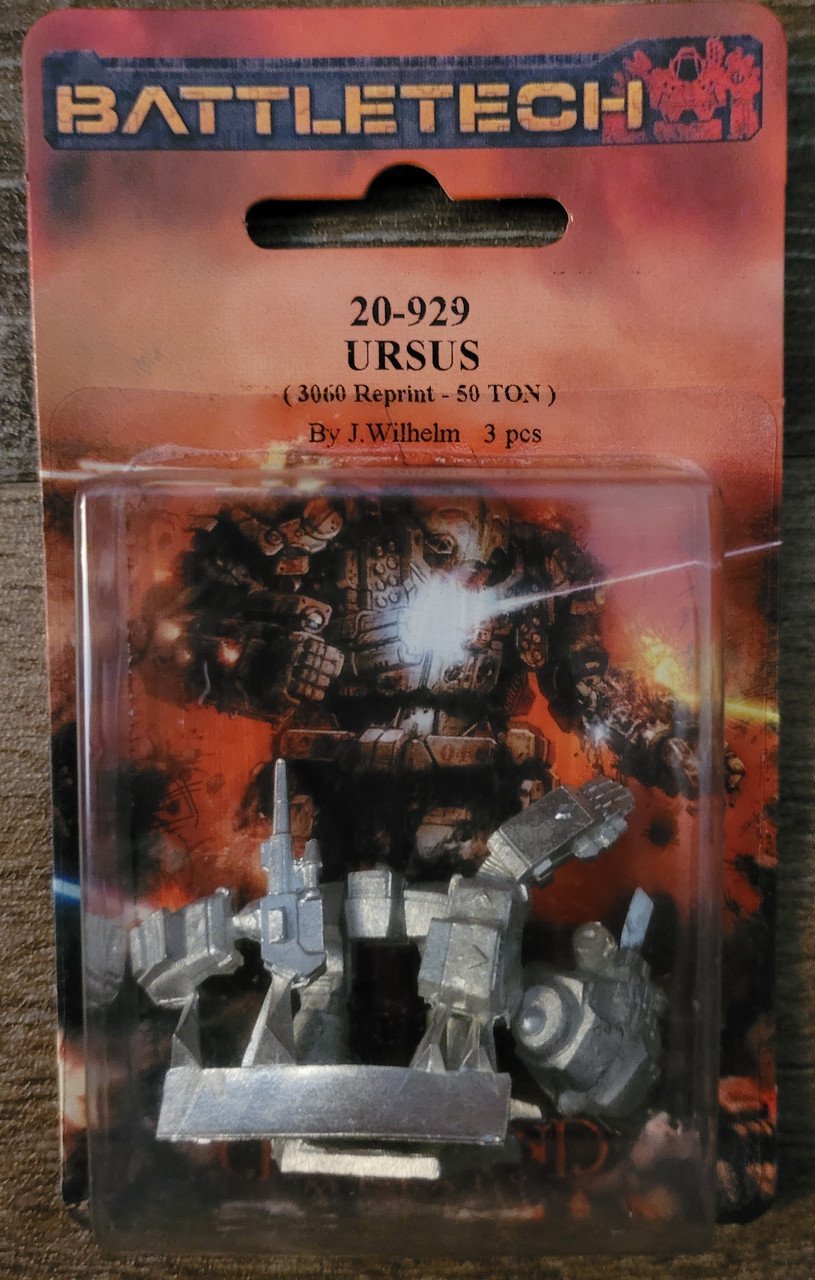 BATTLETECH
20-929
URSUS
( 3060 Reprint - 50 TON )
By J.Wilhelm 3 pcs